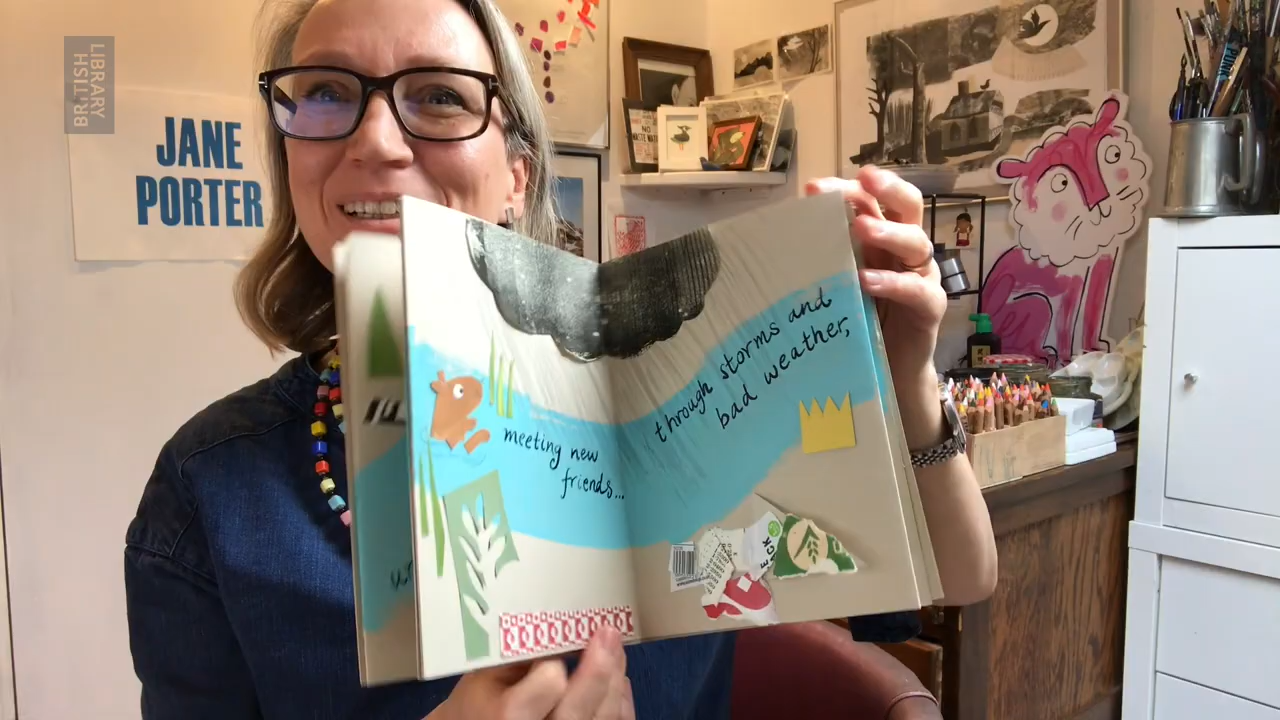 BRITISH
LIBRARY
JANE
PORTER
meeting new
friends...
through storms and
bad weather,